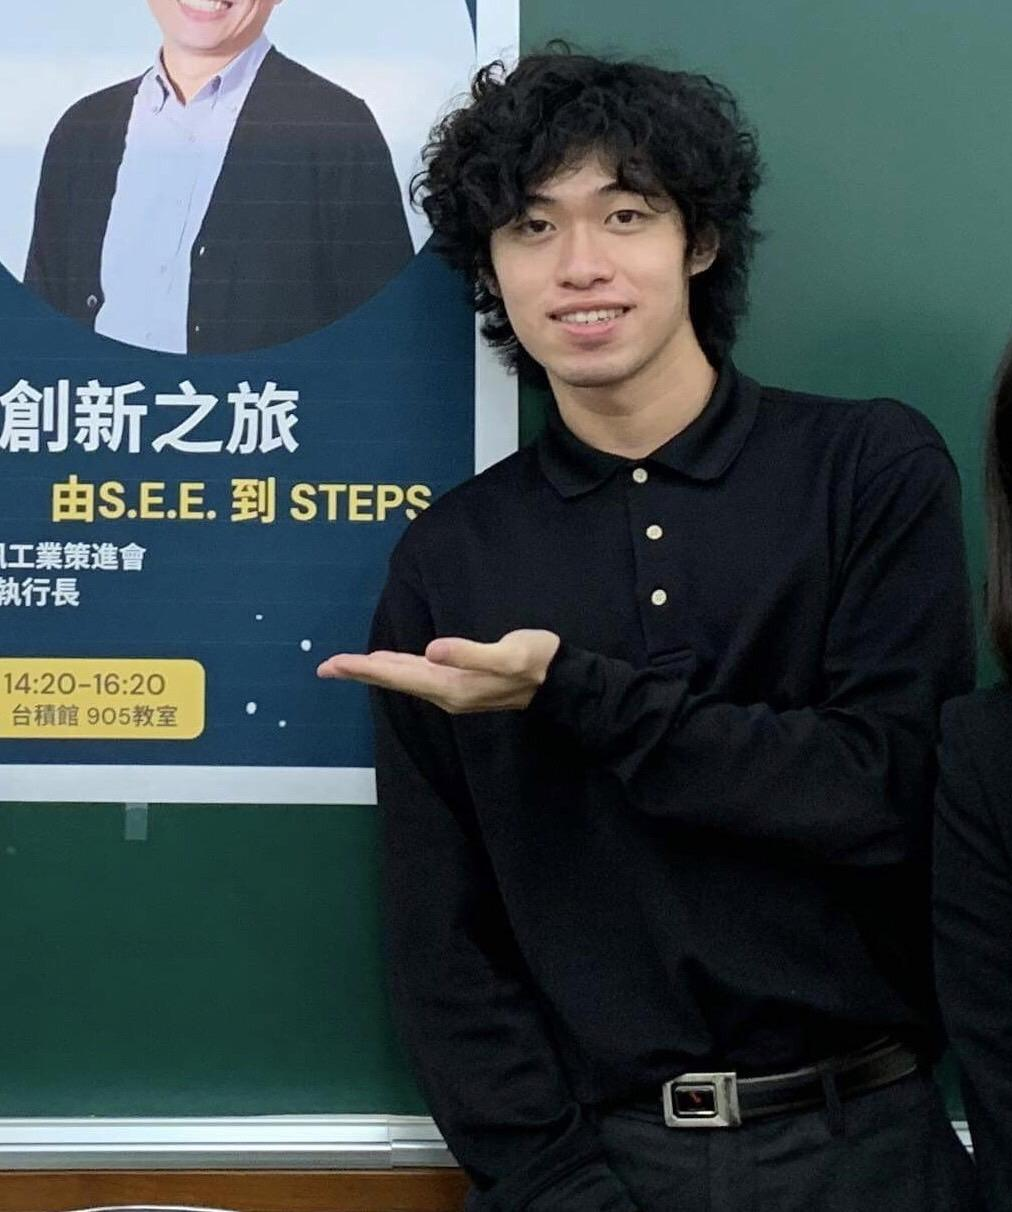 創新之旅
由S.E.E. 到 STEPS
工業策進會
執行長
14:20-16:20
台積館 905教室